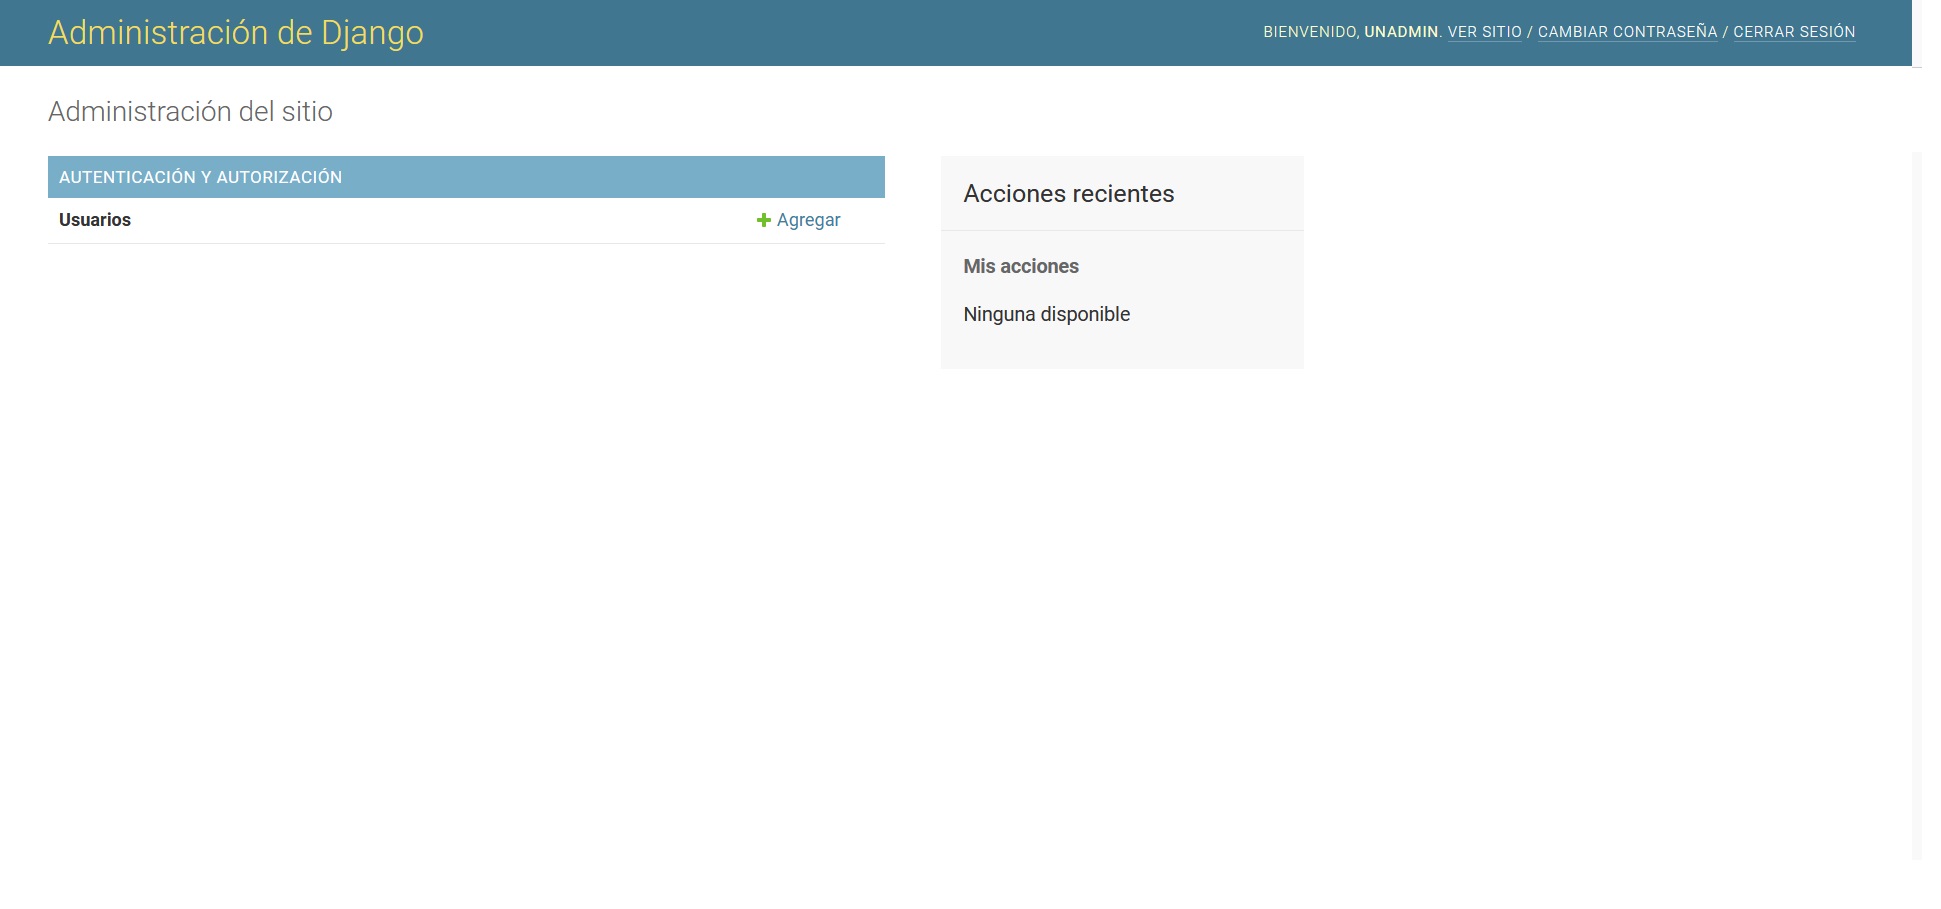 Administración de Django
BIENVENIDO, UNADMIN. VER SITIO / CAMBIAR CONTRASEÑA / CERRAR SESIÓN
Administración del sitio
AUTENTICACIÓN Y AUTORIZACIÓN
Usuarios
Agregar
Acciones recientes
Mis acciones
Ninguna disponible